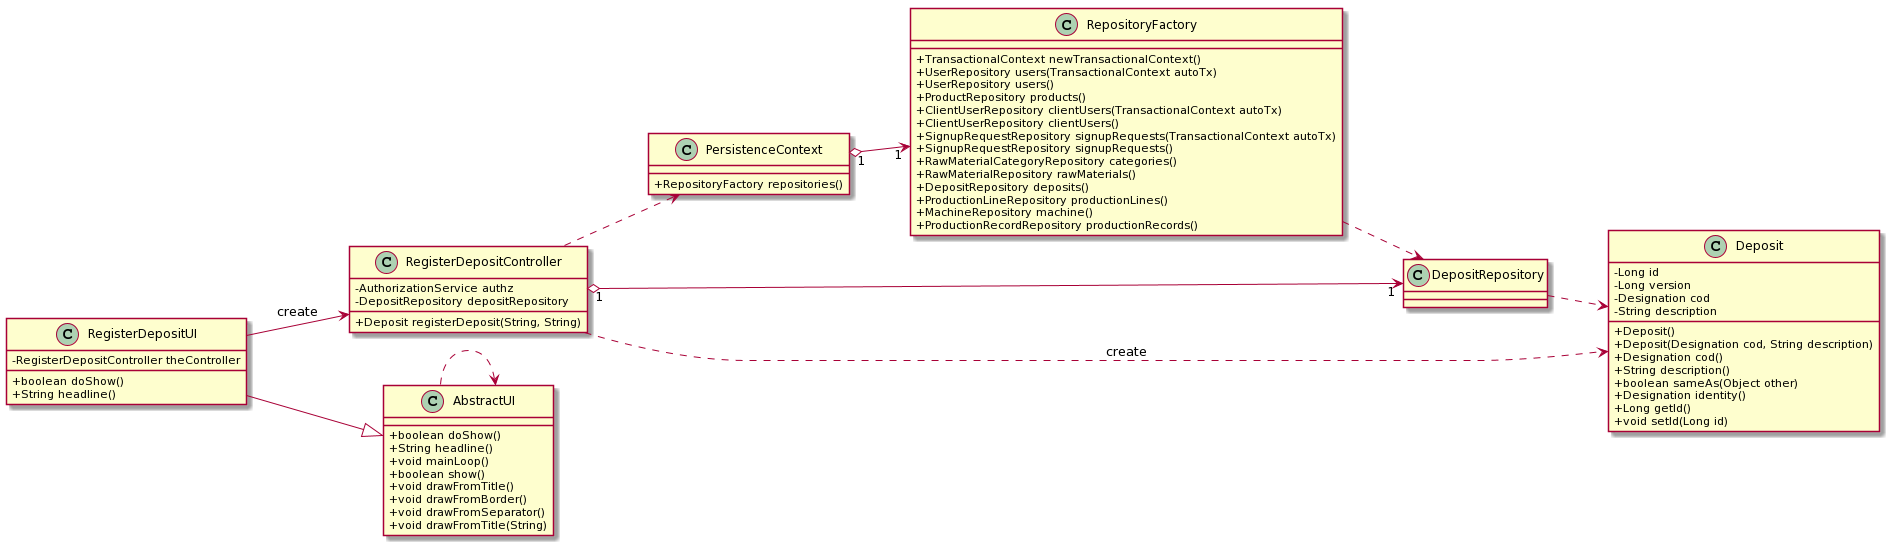 C RepositoryFactory
+TransactionalContext newTransactionalContext()
+UserRepository users(TransactionalContext autoTx)
+UserRepository users()
+ProductRepository products()
+ClientUserRepository clientUsers(TransactionalContext autoTx)
+ClientUserRepository clientUsers()
+SignupRequestRepository signupRequests(TransactionalContext autoTx)
+SignupRequestRepository signupRequests()
+RawMaterialCategoryRepository categories()
+RawMaterialRepository rawMaterials()
+DepositRepository deposits()
+ProductionLineRepository productionLines()
+MachineRepository machine()
+ProductionRecordRepository productionRecords()
C PersistenceContext
+RepositoryFactory repositories()
1
1
C RegisterDepositController
-AuthorizationService authz
-DepositRepository depositRepository
+Deposit registerDeposit(String, String)
1
1
C DepositRepository
C Deposit
-Long id
-Long version
-Designation cod
-String description
+Deposit()
+Deposit(Designation cod, String description)
+Designation cod()
+String description()
+boolean sameAs(Object other)
+Designation identity()
+Long getId()
+void setId(Long id)
create
C RegisterDepositUI
-RegisterDepositController theController
+boolean doShow()
+String headline()
create
C AbstractUI
+boolean doShow()
+String headline()
+void mainLoop()
+boolean show()
+void drawFromTitle()
+void drawFromBorder()
+void drawFromSeparator()
+void drawFromTitle(String)